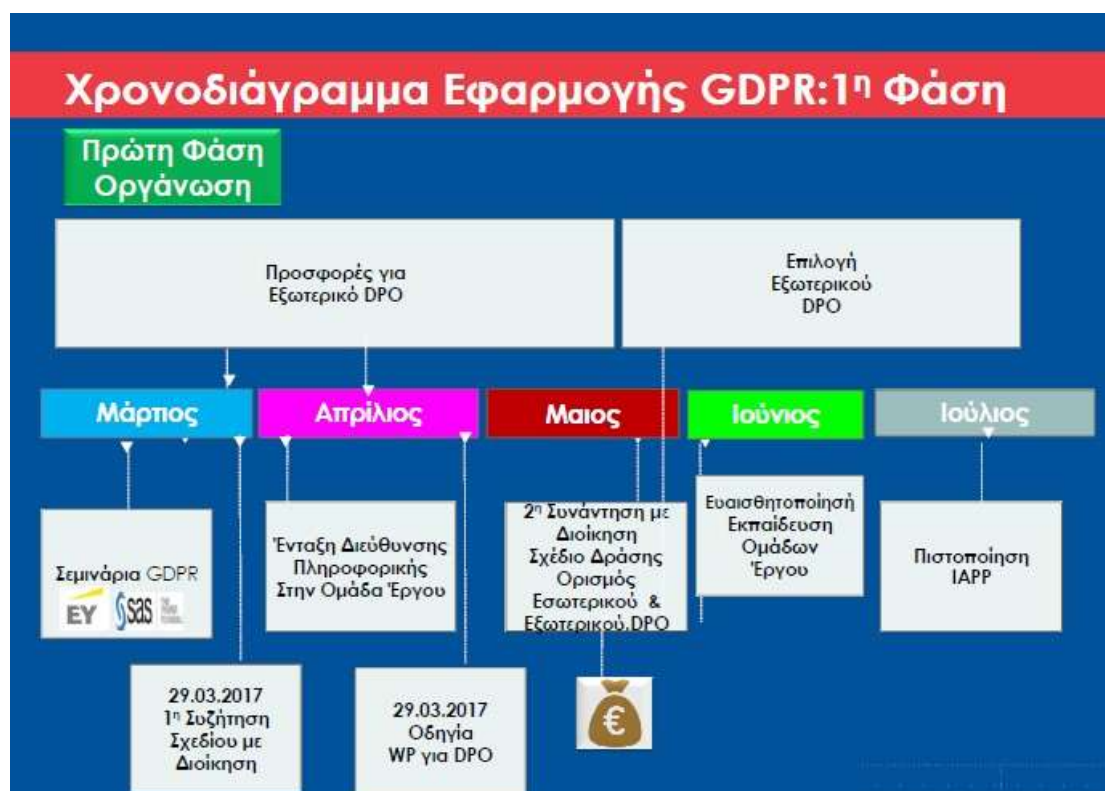 Χρονοδιάγραμμα Εφαρμογής GDPR:1η Φάση
Πρώτη Φάση
Οργάνωση
Προσφορές για
Εξωτερικό DPO
Επιλογή
Εξωτερικού
DPO
Μάρτιος
Απρίλιος
Μαιος
Ιούνιος
Ιούλιος
Σεμινάρια GDPR
EY
sas
Ένταξη Διεύθυνσης
Πληροφορικής
Στην Ομάδα Έργου
2η Συνάντηση με
Διοίκηση
Σχέδιο Δράσης
Ορισμός
Εσωτερικού &
Εξωτερικού.DPO
Ευαισθητοποίησή
Εκπαίδευση
Ομάδων
Έργου
Πιστοποίηση
IAPP
29.03.2017
1η Συζήτηση
Σχεδίου με
Διοίκηση
29.03.2017
Οδηγία
WP για DPO
€